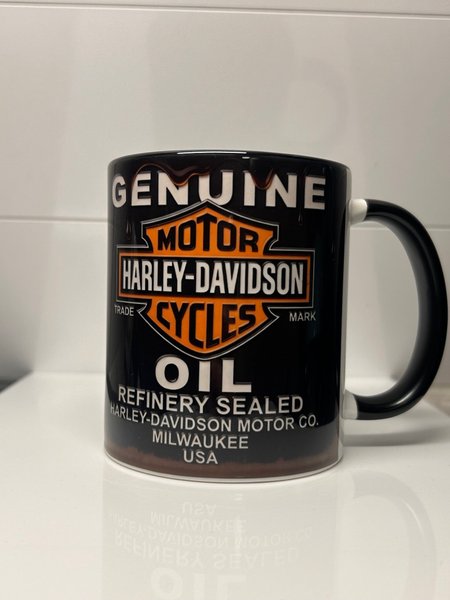 GENUINE
MOTOR
HARLEY-DAVIDSON
CYCLES
TRADE MARK
OIL
REFINERY SEALED
HARLEY-DAVIDSON MOTOR CO.
MILWAUKEE
USA